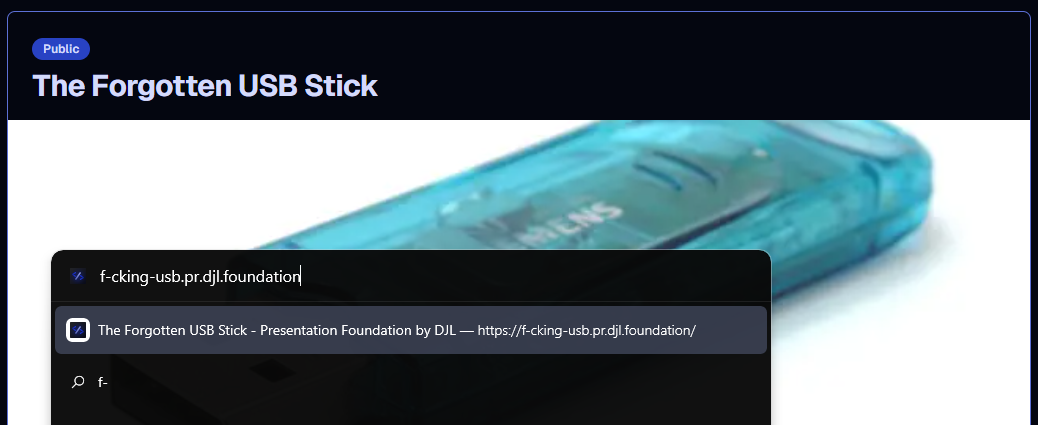 Public
The Forgotten USB Stick
MENS
f-cking-usb.pr.djl.foundation
The Forgotten USB Stick - Presentation Foundation by DJL — https://f-cking-usb.pr.djl.foundation/
f-